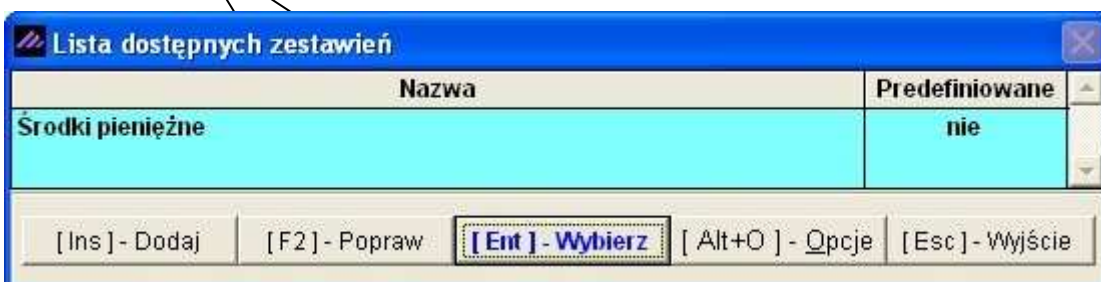 Lista dostępnych zestawień
Nazwa Predefiniowane
Środki pieniężne nie
[ Ins ] - Dodaj [ F2 ] - Popraw [ Ent ] - Wybierz [ Alt+O ] - Opcje [ Esc ] - Wyjście